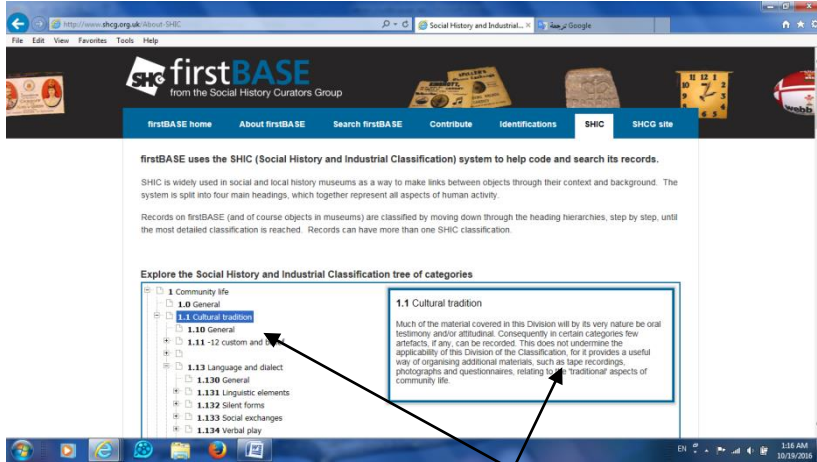 http://www.shcg.org.uk/About-SHIC
Social History and Industrial...
ترجمة Google
File Edit View Favorites Tools Help
SHC firstBASE
from the Social History Curators Group
11 12 1
10 2
9 3
4
6 5
webb
firstBASE home About firstBASE Search firstBASE Contribute Identifications SHIC SHCG site
firstBASE uses the SHIC (Social History and Industrial Classification) system to help code and search its records.
SHIC is widely used in social and local history museums as a way to make links between objects through their context and background. The
system is split into four main headings, which together represent all aspects of human activity.
Records on firstBASE (and of course objects in museums) are classified by moving down through the heading hierarchies, step by step, until
the most detailed classification is reached. Records can have more than one SHIC classification.
Explore the Social History and Industrial Classification tree of categories
1 Community life
1.0 General
1.1 Cultural tradition
1.10 General
1.11 -12 custom and
1.13 Language and dialect
1.130 General
1.131 Linguistic elements
1.132 Silent forms
1.133 Social exchanges
1.134 Verbal play
1.1 Cultural tradition
Much of the material covered in this Division will by its very nature be oral
testimony and/or attitudinal. Consequently in certain categories few
artefacts, if any, can be recorded. This does not undermine the
applicability of this Division of the Classification, for it provides a useful
way of organising additional materials, such as tape recordings,
photographs and questionnaires, relating to the 'traditional' aspects of
community life.
EN
1:16 AM
10/19/2016